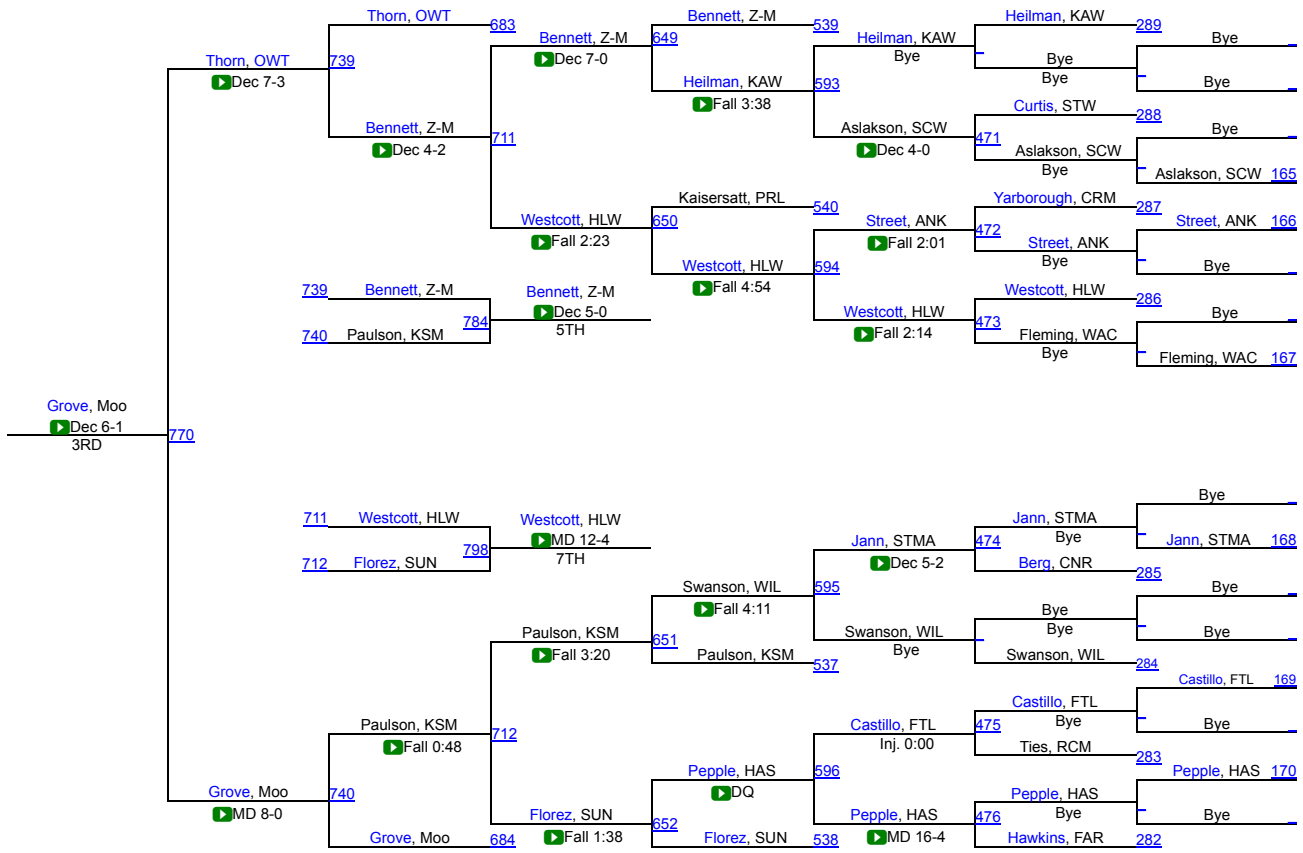 Thorn, OWT 683
Bennett, Z-M 539
Heilman, KAW 289
Bennett, Z-M 649
Dec 7-0
Heilman, KAW
Bye
Bye
Thorn, OWT 739
Dec 7-3
Bye
Bye
Bye
Heilman, KAW 593
Fall 3:38
Curtis, STW 288
Bennett, Z-M 711
Dec 4-2
Aslakson, SCW 471
Dec 4-0
Bye
Aslakson, SCW
Bye
Aslakson, SCW 165
Kaisersatt, PRL 540
Yarborough, CRM 287
Westcott, HLW 650
Fall 2:23
Street, ANK 472
Fall 2:01
Street, ANK 166
Street, ANK
Bye
Bye
Westcott, HLW 594
Fall 4:54
739 Bennett, Z-M
Bennett, Z-M
Dec 5-0
5TH
784
740 Paulson, KSM
Westcott, HLW 286
Westcott, HLW 473
Fall 2:14
Bye
Fleming, WAC
Bye
Fleming, WAC 167
Grove, Moo
Dec 6-1
3RD
770
Bye
711 Westcott, HLW
Westcott, HLW
MD 12-4
7TH
798
712 Florez, SUN
Jann, STMA
Bye
Jann, STMA 474
Dec 5-2
Jann, STMA 168
Berg, CNR 285
Swanson, WIL 595
Fall 4:11
Bye
Bye
Bye
Paulson, KSM 651
Fall 3:20
Swanson, WIL
Bye
Bye
Paulson, KSM 537
Swanson, WIL 284
Castillo, FTL 169
Castillo, FTL
Bye
Paulson, KSM 712
Fall 0:48
Castillo, FTL 475
Inj. 0:00
Bye
Ties, RCM 283
Pepple, HAS 596
DQ
Pepple, HAS 170
Grove, Moo 740
MD 8-0
Pepple, HAS
Bye
Florez, SUN 652
Fall 1:38
Pepple, HAS 476
MD 16-4
Bye
Grove, Moo 684
Florez, SUN 538
Hawkins, FAR 282